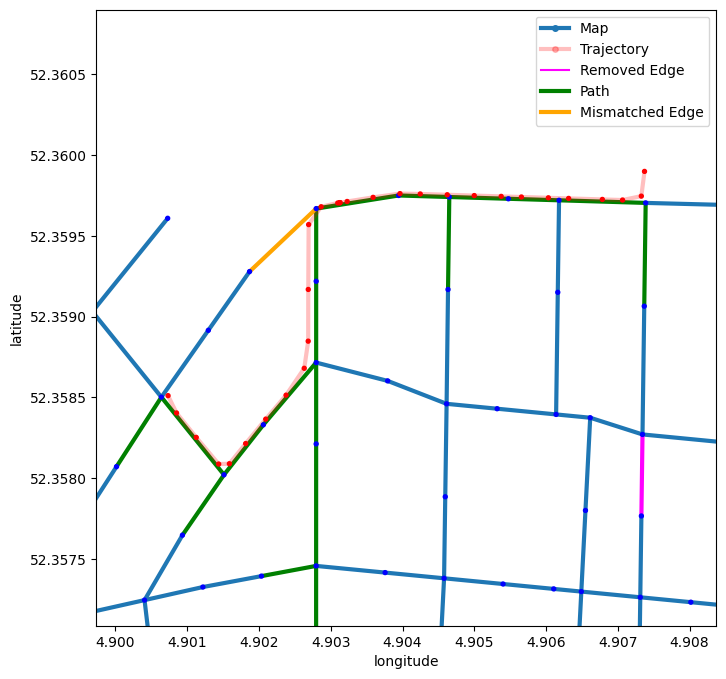 Map
Trajectory
Removed Edge
Path
Mismatched Edge
52.3605
52.3600
52.3595
52.3590
52.3585
52.3580
52.3575
latitude
4.900 4.901 4.902 4.903 4.904 4.905 4.906 4.907 4.908
longitude